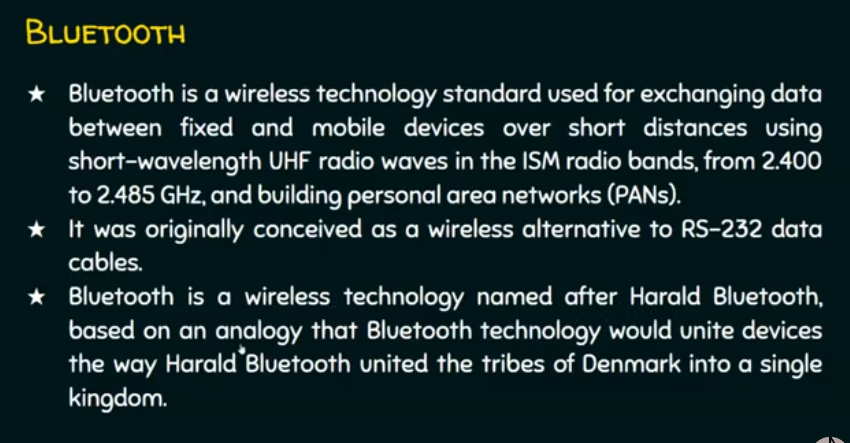 BLUETOOTH
★ Bluetooth is a wireless technology standard used for exchanging data
between fixed and mobile devices over short distances using
short-wavelength UHF radio waves in the ISM radio bands, from 2.400
to 2.485 GHz, and building personal area networks (PANs).
★ It was originally conceived as a wireless alternative to RS-232 data
cables.
★ Bluetooth is a wireless technology named after Harald Bluetooth,
based on an analogy that Bluetooth technology would unite devices
the way Harald Bluetooth united the tribes of Denmark into a single
kingdom.